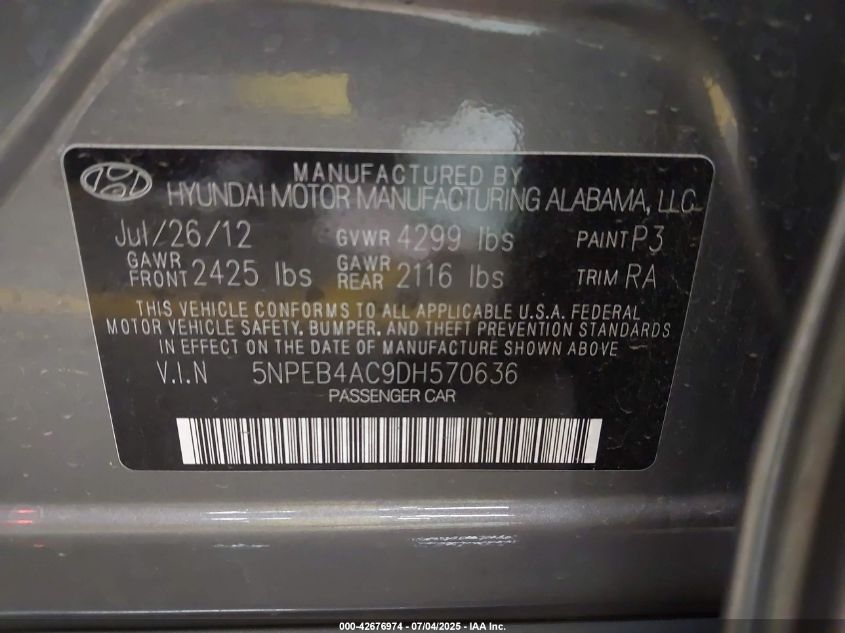 MANUFACTURED BY
HYUNDAI MOTOR MANUFACTURING ALABAMA, LLC
Jul/26/12 GVWR 4299 lbs PAINT P3
GAWR FRONT 2425 lbs GAWR REAR 2116 lbs TRIM RA
THIS VEHICLE CONFORMS TO ALL APPLICABLE U.S.A. FEDERAL
MOTOR VEHICLE SAFETY, BUMPER, AND THEFT PREVENTION STANDARDS
IN EFFECT ON THE DATE OF MANUFACTURE SHOWN ABOVE.
V.I.N 5NPEB4AC9DH570636
PASSENGER CAR
000-42676974 - 07/04/2025 - IAA Inc.